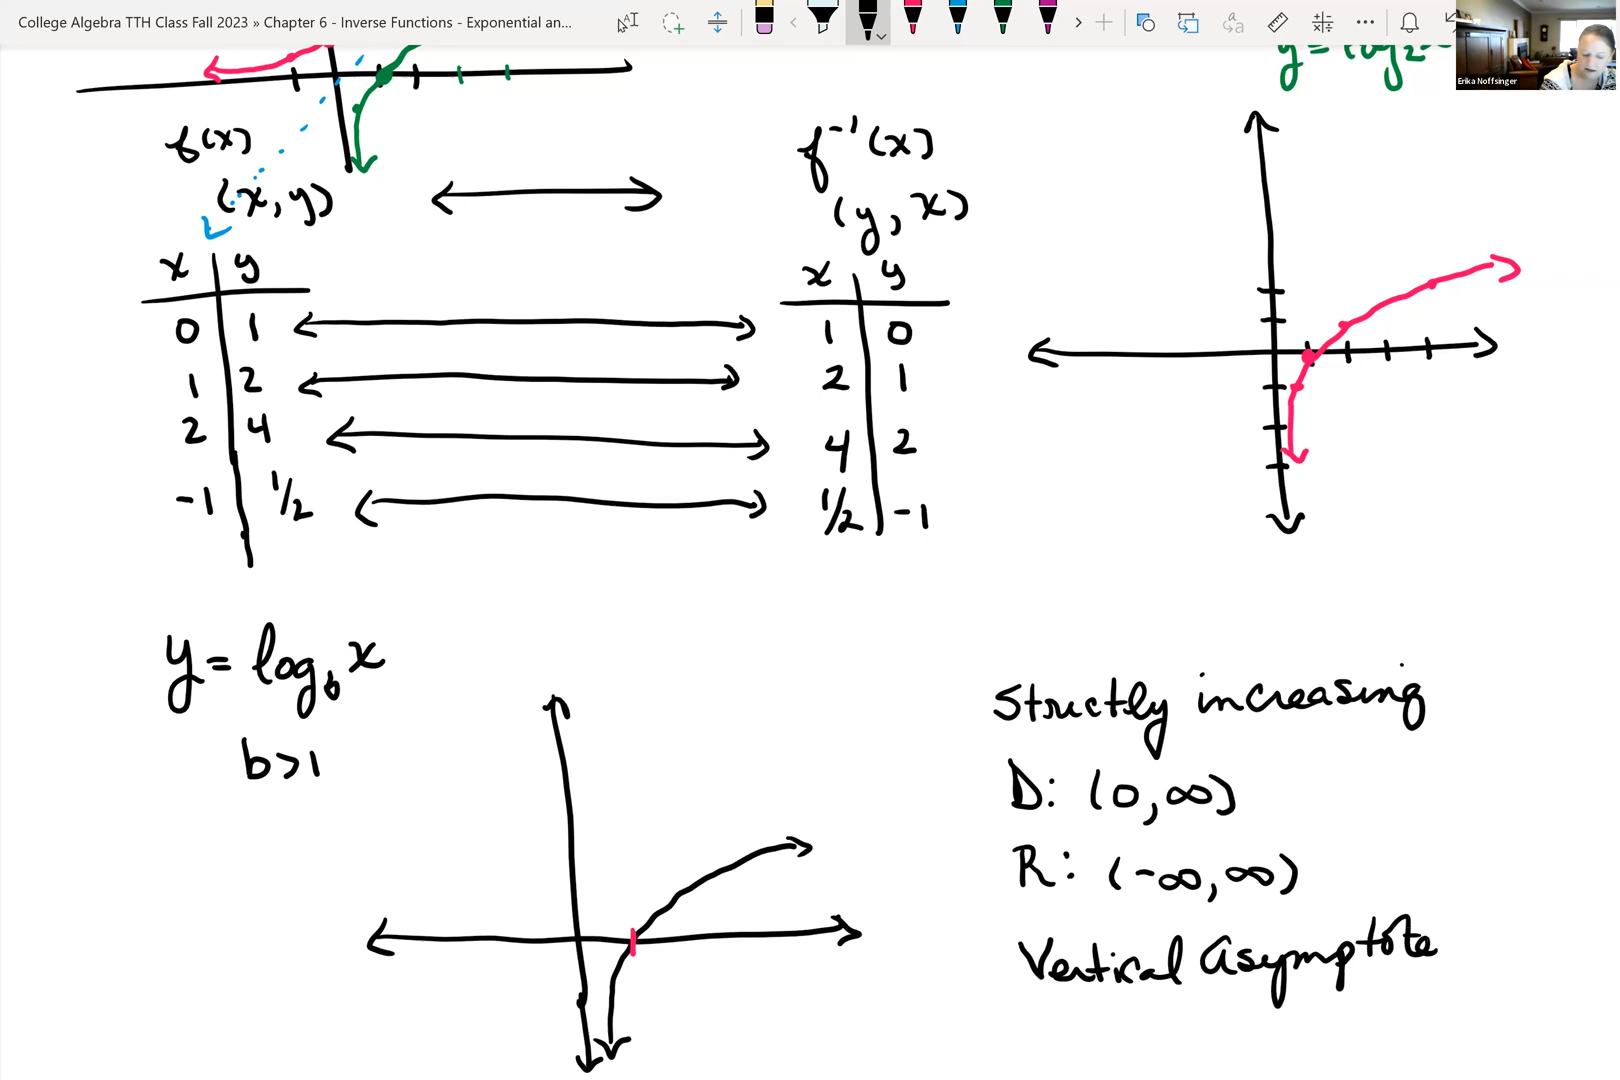 College Algebra TTH Class Fall 2023 » Chapter 6 - Inverse Functions - Exponential an...
Erika Noffsinger
y = log₂
f(x)
f⁻¹(x)
(x, y)
(y, x)
x y
x y
0 1
1 0
1 2
2 1
2 4
4 2
-1 1/2
1/2 -1
y = log_b x
b > 1
Strictly increasing
D: (0, ∞)
R: (-∞, ∞)
Vertical Asymptote